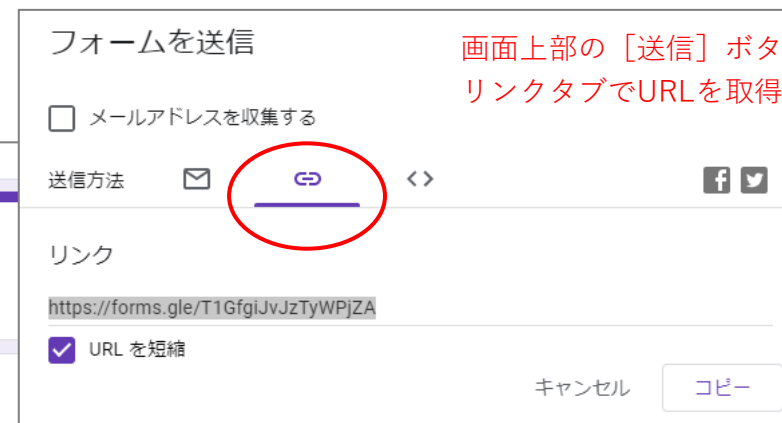 フォームを送信
画面上部の［送信］ボタ
リンクタブでURLを取得
メールアドレスを収集する
送信方法
リンク
https://forms.gle/T1GfgiJvJzTyWPjZA
URL を短縮
キャンセル
コピー